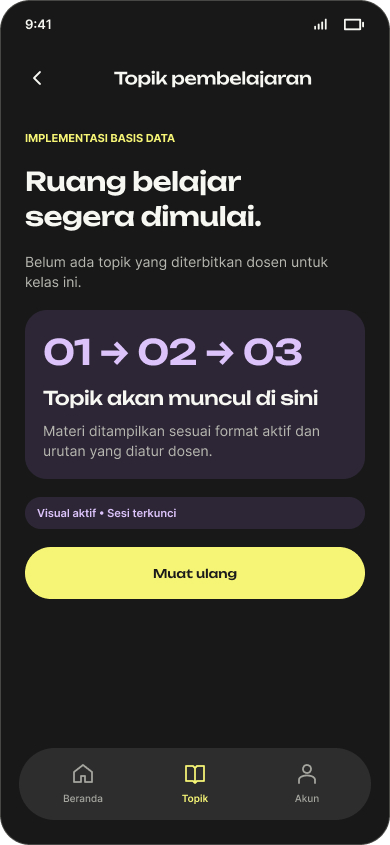 9:41
Topik pembelajaran
IMPLEMENTASI BASIS DATA
Ruang belajar
segera dimulai.
Belum ada topik yang diterbitkan dosen untuk
kelas ini.
01 → 02 → 03
Topik akan muncul di sini
Materi ditampilkan sesuai format aktif dan
urutan yang diatur dosen.
Visual aktif • Sesi terkunci
Muat ulang
Beranda
Topik
Akun